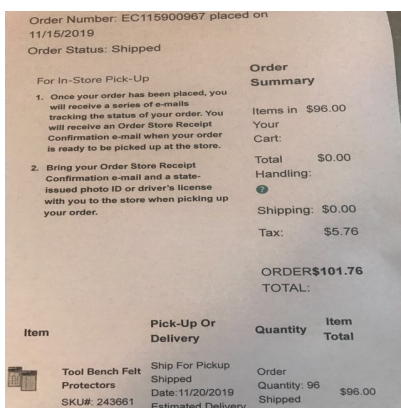 Order Number: EC115900967 placed on
11/15/2019
Order Status: Shipped
For In-Store Pick-Up
1. Once your order has been placed, you
will receive a series of e-mails
tracking the status of your order. You
will receive an Order Store Receipt
Confirmation e-mail when your order
is ready to be picked up at the store.
2. Bring your Order Store Receipt
Confirmation e-mail and a state-
issued photo ID or driver's license
with you to the store when picking up
your order.
Order
Summary
Items in $96.00
Your
Cart:
Total $0.00
Handling:
?
Shipping: $0.00
Tax: $5.76
ORDER $101.76
TOTAL:
Item
Pick-Up Or
Delivery
Quantity
Item
Total
Tool Bench Felt
Protectors
SKU#: 243661
Ship For Pickup
Shipped
Date:11/20/2019
Estimated Delivery
Order
Quantity: 96
Shipped
$96.00